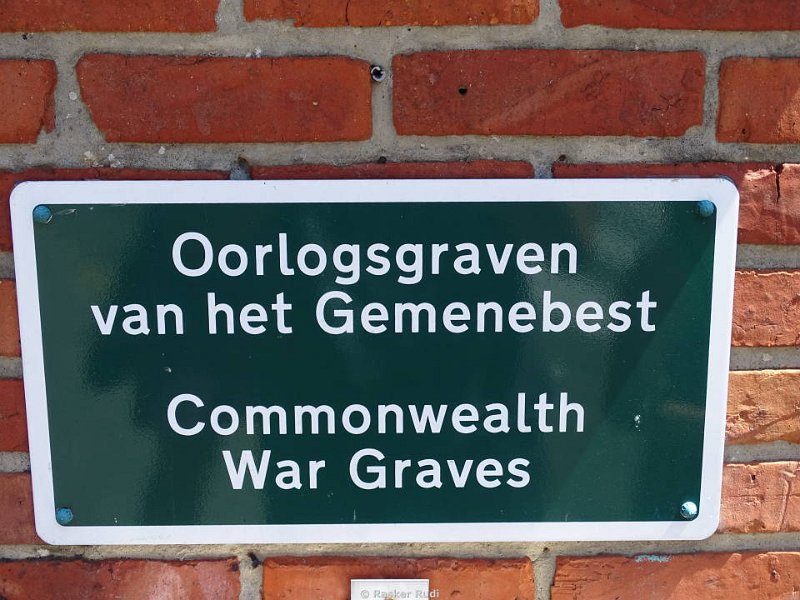 Oorlogsgraven
van het Gemenebest
Commonwealth
War Graves
© Rasker Rudi